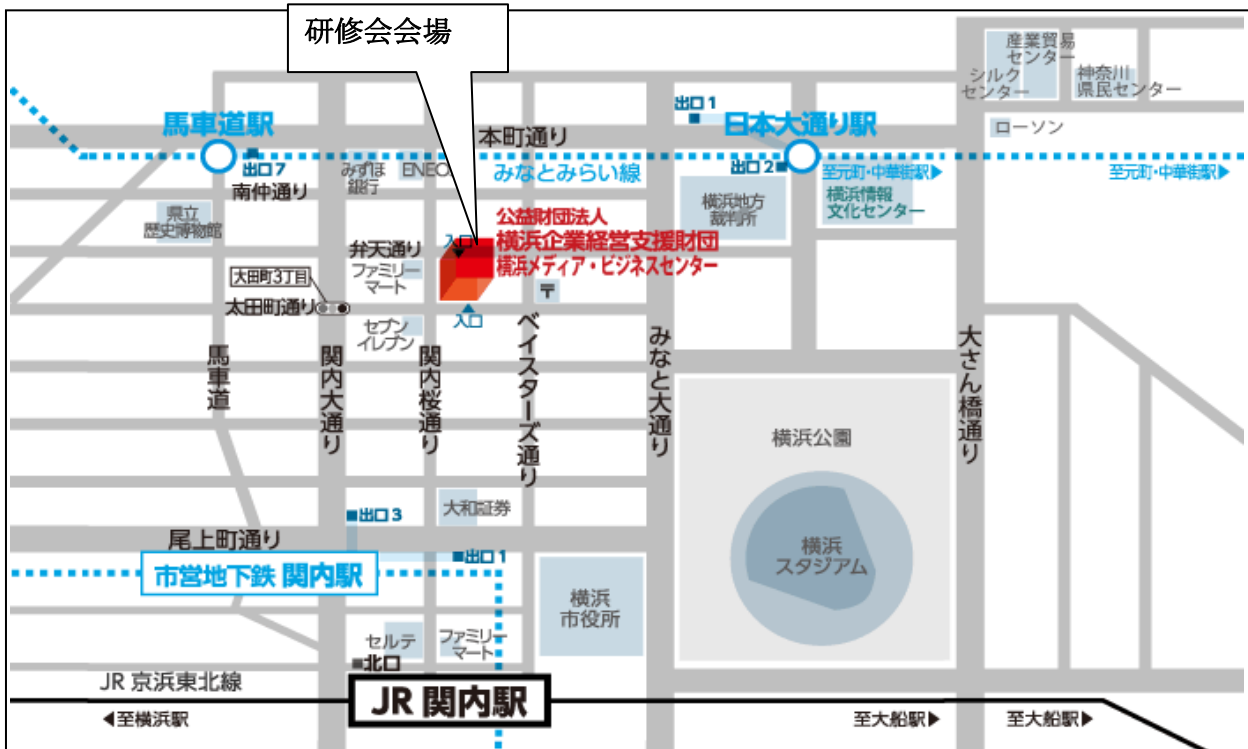 研修会会場
産業貿易
センター
シルク
センター
神奈川
県民センター
出口1
馬車道駅
本町通り
日本大通り駅
ローソン
出口7
みずほ
銀行
ENEO
みなとみらい線
出口2
至元町・中華街駅▶
至元町・中華街駅▶
南仲通り
横浜地方
裁判所
横浜情報
文化センター
県立
歴史博物館
公益財団法人
横浜企業経営支援財団
横浜メディア・ビジネスセンター
入口
弁天通り
ファミリー
マート
大田町3丁目
〒
太田町通り
入口
セブン
イレブン
馬車道
関内大通り
関内桜通り
ベイスターズ通り
みなと大通り
大さん橋通り
横浜公園
大和証券
出口3
尾上町通り
出口1
横浜
スタジアム
市営地下鉄 関内駅
横浜
市役所
セルテ
ファミリー
マート
北口
JR 京浜東北線
JR 関内駅
◀至横浜駅
至大船駅▶
至大船駅▶